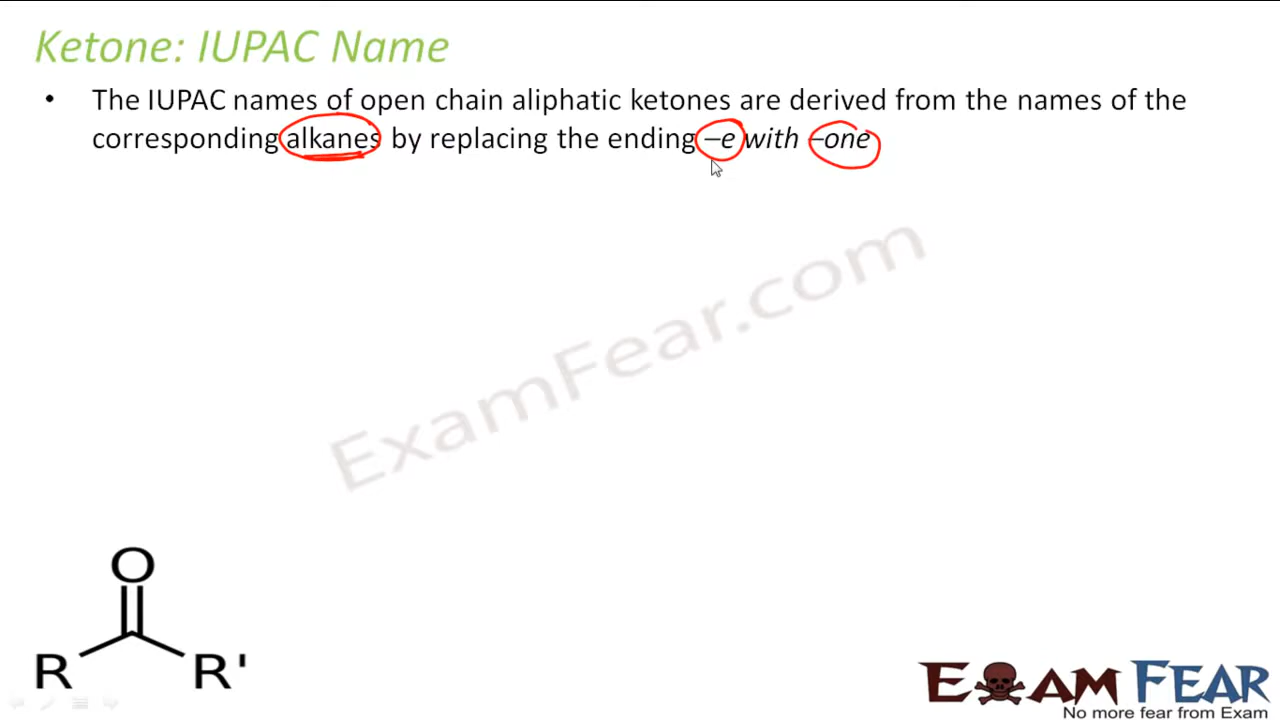 Ketone: IUPAC Name
• The IUPAC names of open chain aliphatic ketones are derived from the names of the
corresponding alkanes by replacing the ending –e with –one
ExamFear.com
O
R R'
EXAM FEAR
No more fear from Exam